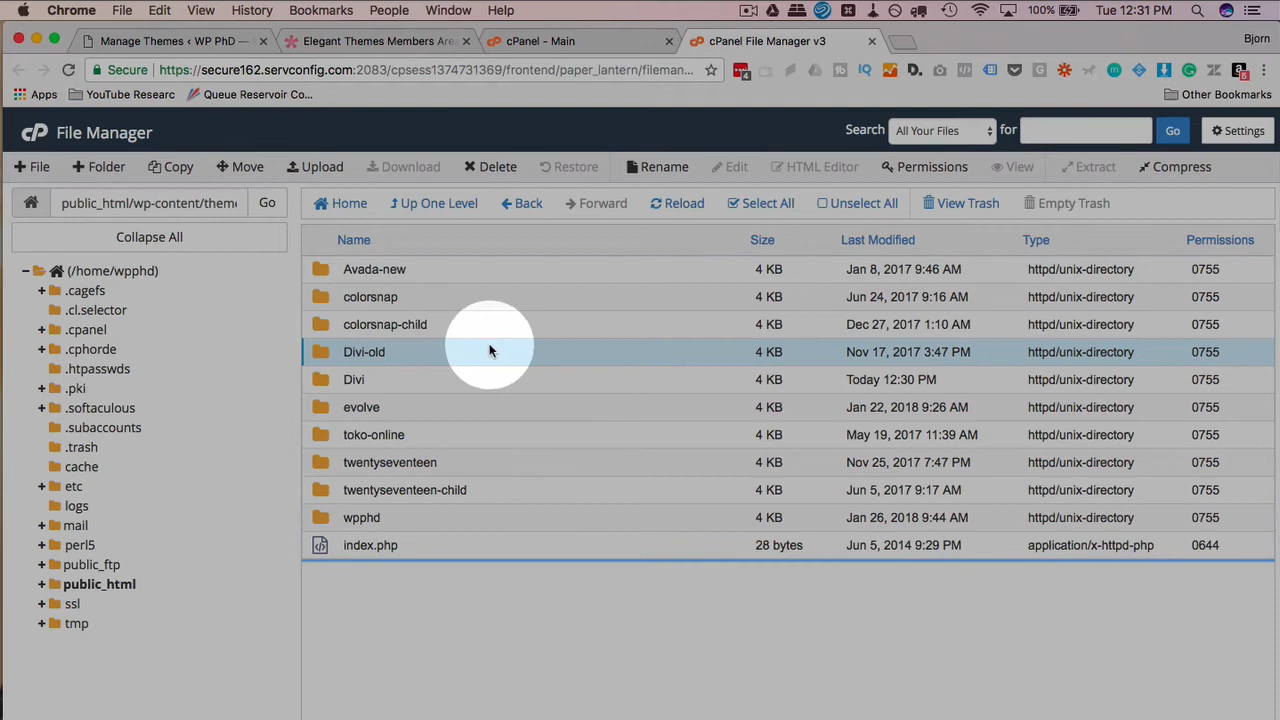 Chrome File Edit View History Bookmarks People Window Help 100% Tue 12:31 PM
Manage Themes ‹ WP PhD — Elegant Themes Members Area cPanel - Main cPanel File Manager v3 Bjorn
Secure https://secure162.servconfig.com:2083/cpsess1374731369/frontend/paper_lantern/fileman...
Apps YouTube Researc Queue Reservoir Co... Other Bookmarks
cP File Manager Search All Your Files for Go Settings
File Folder Copy Move Upload Download Delete Restore Rename Edit HTML Editor Permissions View Extract Compress
public_html/wp-content/theme Go Home Up One Level Back Forward Reload Select All Unselect All View Trash Empty Trash
Collapse All
Name Size Last Modified Type Permissions
(/home/wpphd)
.cagefs
.cl.selector
.cpanel
.cphorde
.htpasswds
.pki
.softaculous
.subaccounts
.trash
cache
etc
logs
mail
perl5
public_ftp
public_html
ssl
tmp
Avada-new 4 KB Jan 8, 2017 9:46 AM httpd/unix-directory 0755
colorsnap 4 KB Jun 24, 2017 9:16 AM httpd/unix-directory 0755
colorsnap-child 4 KB Dec 27, 2017 1:10 AM httpd/unix-directory 0755
Divi-old 4 KB Nov 17, 2017 3:47 PM httpd/unix-directory 0755
Divi 4 KB Today 12:30 PM httpd/unix-directory 0755
evolve 4 KB Jan 22, 2018 9:26 AM httpd/unix-directory 0755
toko-online 4 KB May 19, 2017 11:39 AM httpd/unix-directory 0755
twentyseventeen 4 KB Nov 25, 2017 7:47 PM httpd/unix-directory 0755
twentyseventeen-child 4 KB Jun 5, 2017 9:17 AM httpd/unix-directory 0755
wpphd 4 KB Jan 26, 2018 9:44 AM httpd/unix-directory 0755
index.php 28 bytes Jun 5, 2014 9:29 PM application/x-httpd-php 0644